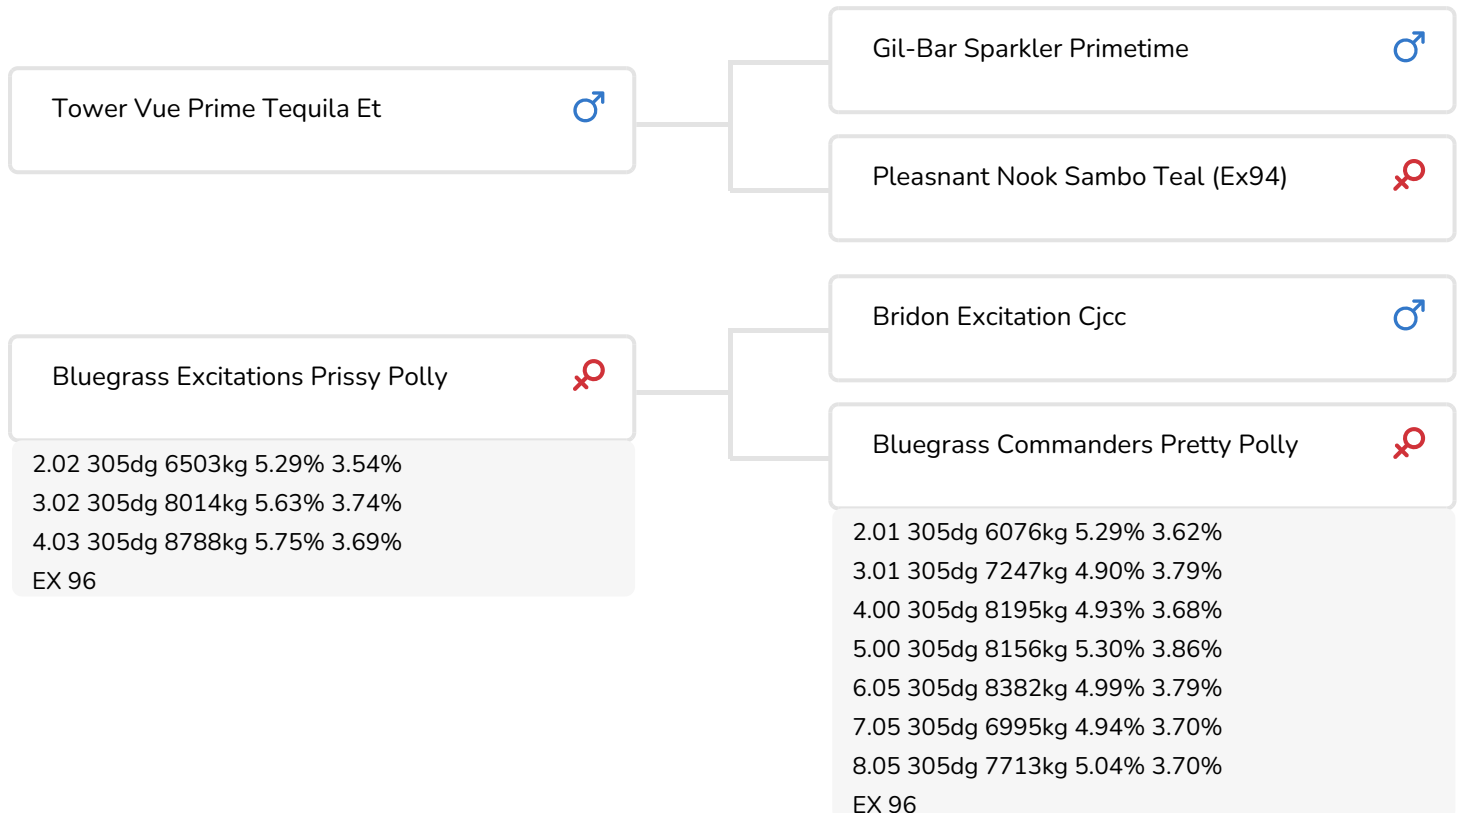 Gil-Bar Sparkler Primetime
Tower Vue Prime Tequila Et
Pleasnant Nook Sambo Teal (Ex94)
Bridon Excitation Cjcc
Bluegrass Excitations Prissy Polly
2.02 305dg 6503kg 5.29% 3.54%
3.02 305dg 8014kg 5.63% 3.74%
4.03 305dg 8788kg 5.75% 3.69%
EX 96
Bluegrass Commanders Pretty Polly
2.01 305dg 6076kg 5.29% 3.62%
3.01 305dg 7247kg 4.90% 3.79%
4.00 305dg 8195kg 4.93% 3.68%
5.00 305dg 8156kg 5.30% 3.86%
6.05 305dg 8382kg 4.99% 3.79%
7.05 305dg 6995kg 4.94% 3.70%
8.05 305dg 7713kg 5.04% 3.70%
EX 96